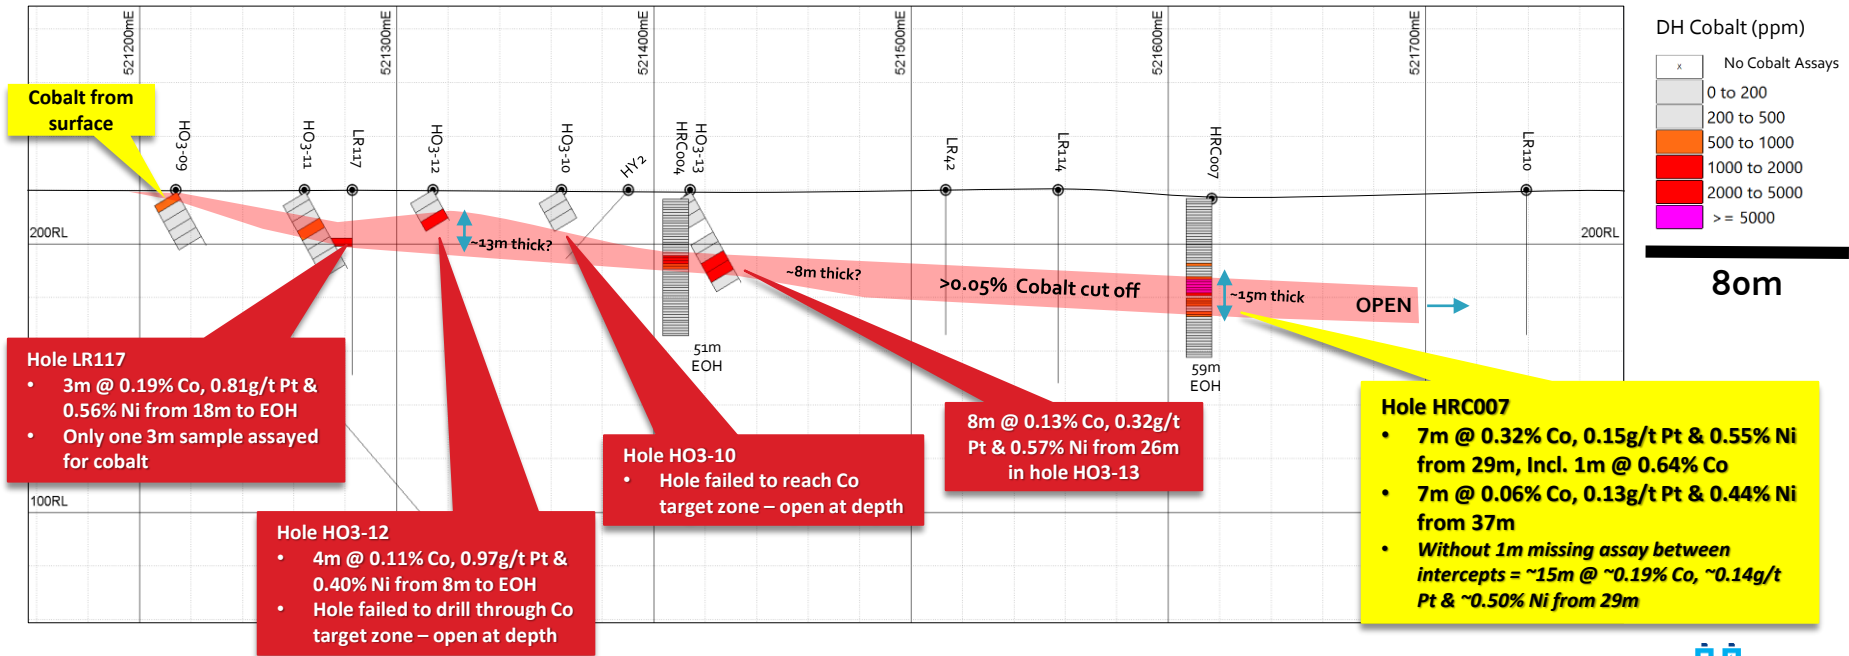 521200mE
521300mE
521400mE
521500mE
521600mE
521700mE
DH Cobalt (ppm)
x No Cobalt Assays
0 to 200
200 to 500
500 to 1000
1000 to 2000
2000 to 5000
>= 5000
80m
Cobalt from
surface
HO3-09
HO3-11
LR117
HO3-12
HO3-10
HY2
HRC004
HO3-13
LR42
LR114
HRC007
LR110
200RL
200RL
~13m thick?
~8m thick?
>0.05% Cobalt cut off
~15m thick
OPEN
51m
EOH
59m
EOH
100RL
Hole LR117
• 3m @ 0.19% Co, 0.81g/t Pt &
0.56% Ni from 18m to EOH
• Only one 3m sample assayed
for cobalt
Hole HO3-12
• 4m @ 0.11% Co, 0.97g/t Pt &
0.40% Ni from 8m to EOH
• Hole failed to drill through Co
target zone – open at depth
Hole HO3-10
• Hole failed to reach Co
target zone – open at depth
8m @ 0.13% Co, 0.32g/t
Pt & 0.57% Ni from 26m
in hole HO3-13
Hole HRC007
• 7m @ 0.32% Co, 0.15g/t Pt & 0.55% Ni
from 29m, Incl. 1m @ 0.64% Co
• 7m @ 0.06% Co, 0.13g/t Pt & 0.44% Ni
from 37m
• Without 1m missing assay between
intercepts = ~15m @ ~0.19% Co, ~0.14g/t
Pt & ~0.50% Ni from 29m